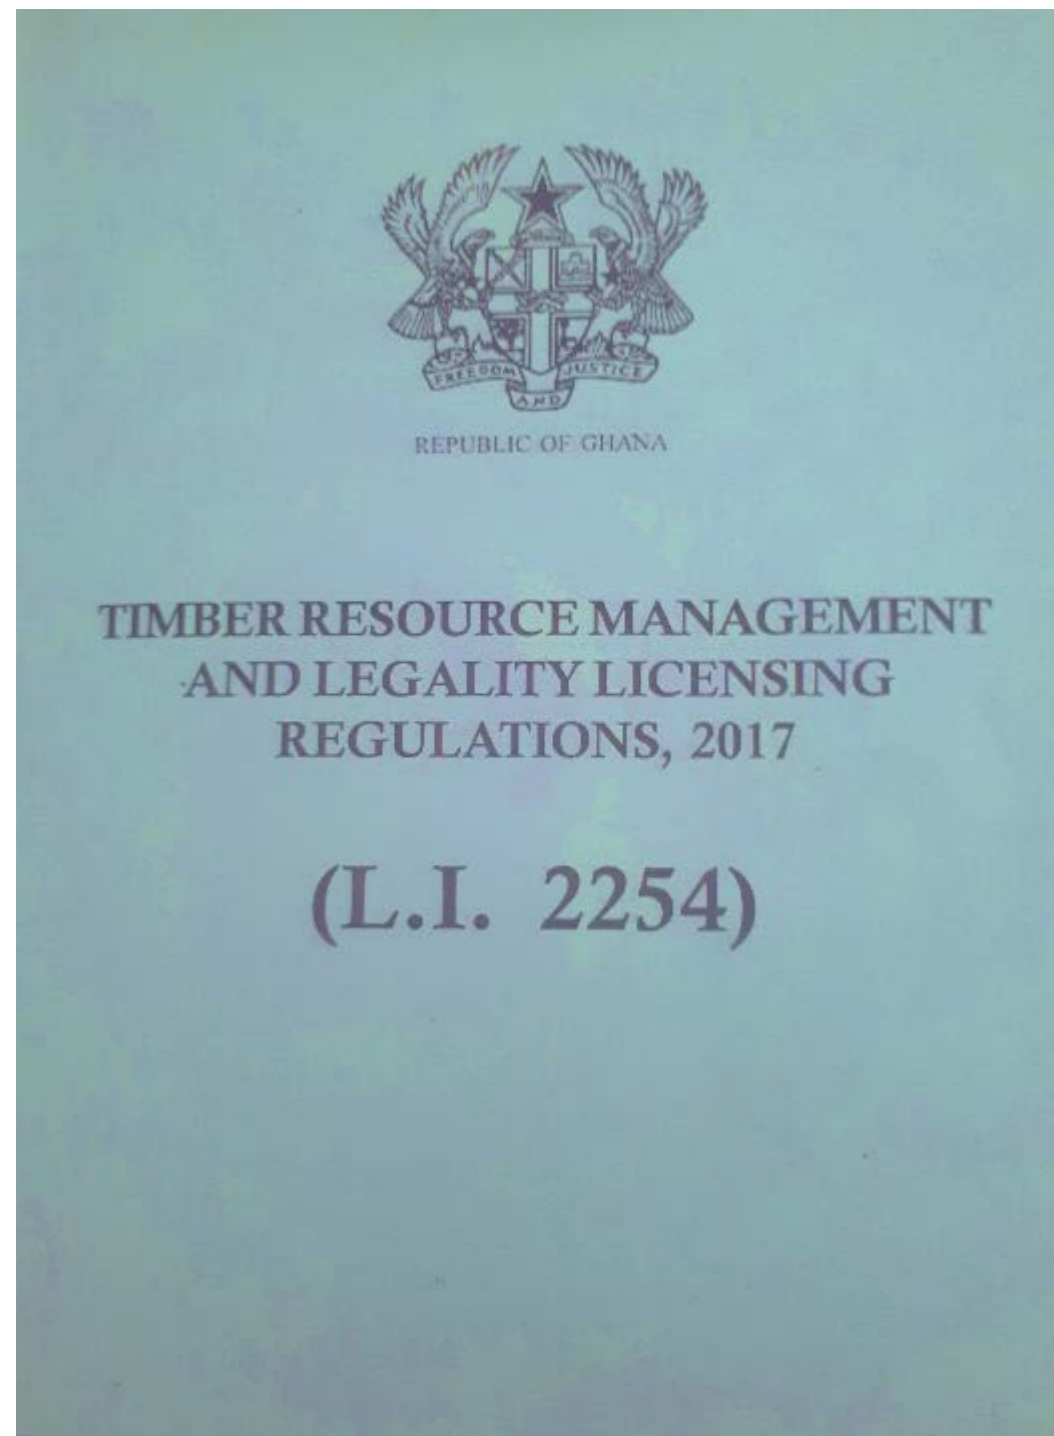 FREEDOM
JUSTICE
AND
REPUBLIC OF GHANA
TIMBER RESOURCE MANAGEMENT
AND LEGALITY LICENSING
REGULATIONS, 2017
(L.I. 2254)